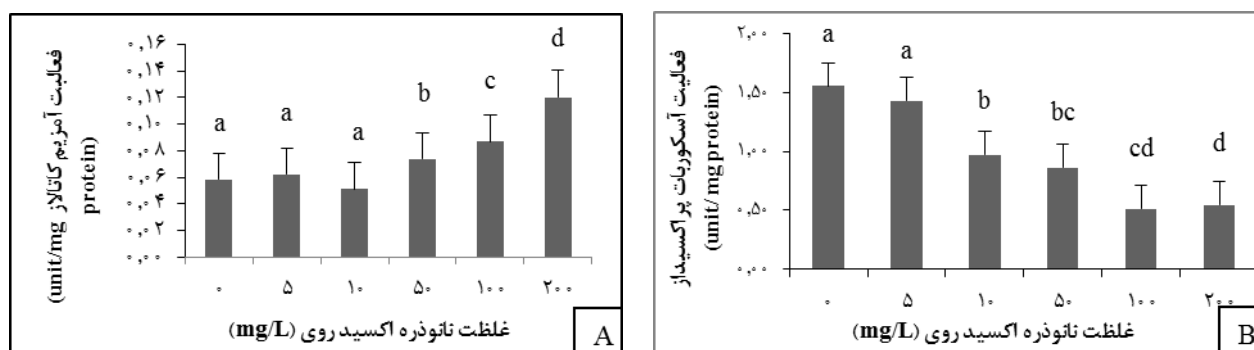 فعالیت آمزیم کاتالاز (unit/mg
protein)
۰,۱۶
۰,۱۴
۰,۱۲
۰,۱۰
۰,۰۸
۰,۰۶
۰,۰۴
۰,۰۲
۰,۰۰
a a a b c d
۰ ۵ ۱۰ ۵۰ ۱۰۰ ۲۰۰
غلظت نانوذره اکسید روی (mg/L)
A
فعالیت آسکوربات پراکسیداز
(unit/ mg protein)
۲,۰۰
۱,۵۰
۱,۰۰
۰,۵۰
۰,۰۰
a a b bc cd d
۰ ۵ ۱۰ ۵۰ ۱۰۰ ۲۰۰
غلظت نانوذره اکسید روی (mg/L)
B